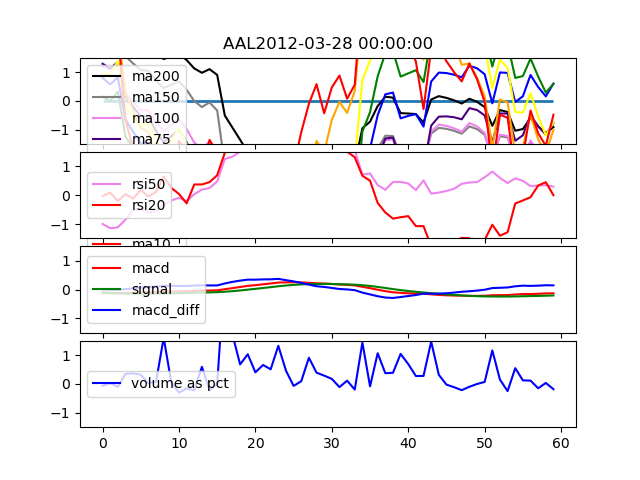 AAL2012-03-28 00:00:00
1
0
−1
ma200
ma150
ma100
ma75
1
0
−1
rsi50
rsi20
ma10
1
0
−1
macd
signal
macd_diff
1
0
−1
volume as pct
0 10 20 30 40 50 60